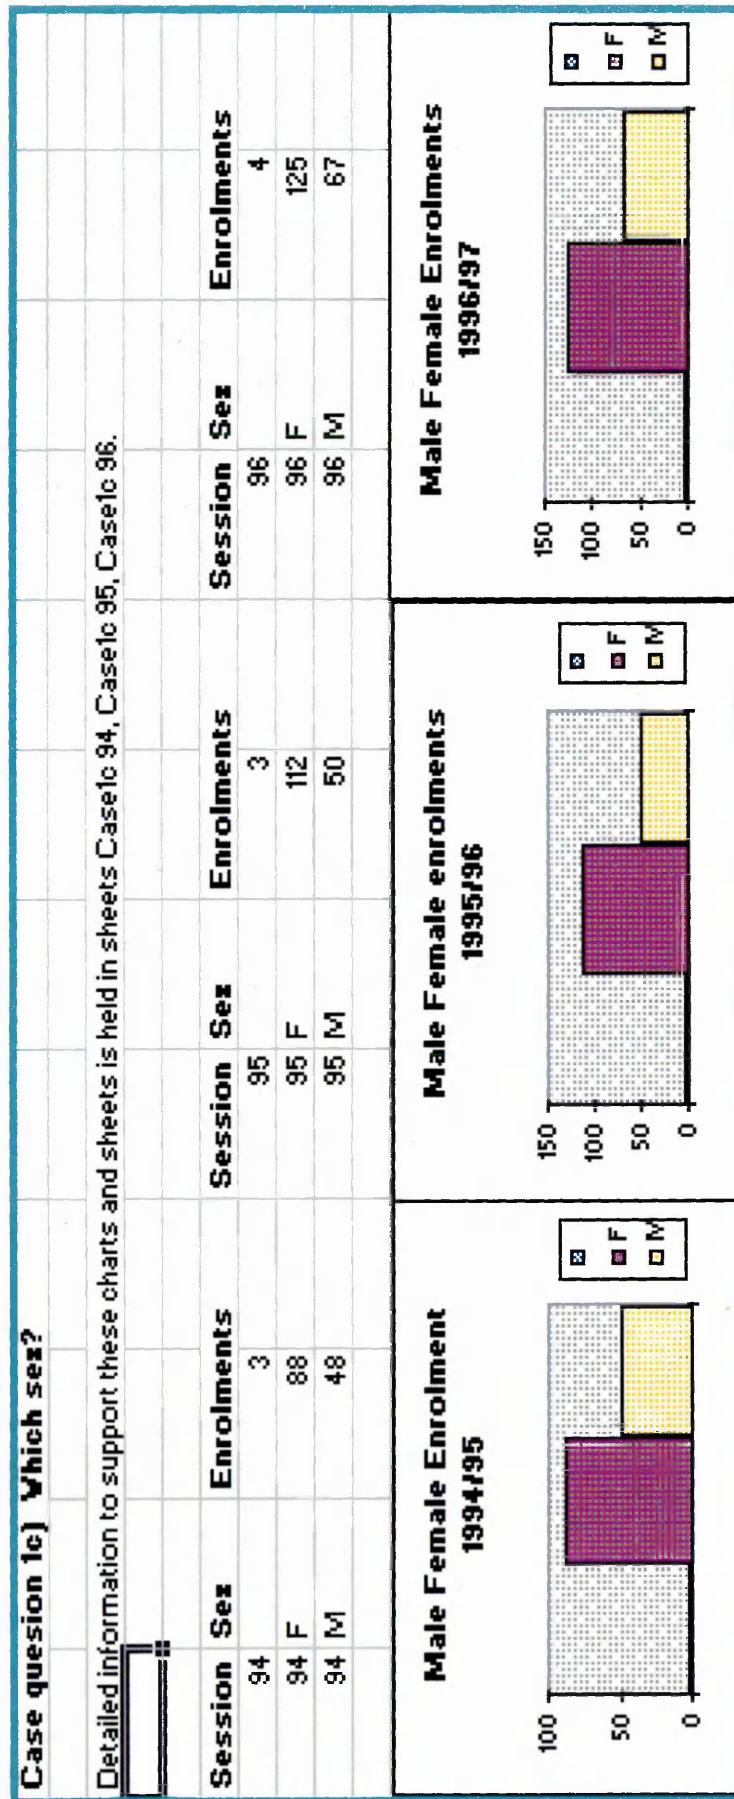 Case quesion 1c) Which sex?
Detailed information to support these charts and sheets is held in sheets Case1c 94, Case1c 95, Case1c 96.
Session Sex Enrolments Session Sex Enrolments Session Sex Enrolments
94 3 95 3 96 4
94 F 88 95 F 112 96 F 125
94 M 48 95 M 50 96 M 67
Male Female Enrolment
1994/95
100
50
0
F
M
Male Female enrolments
1995/96
150
100
50
0
F
M
Male Female Enrolments
1996/97
150
100
50
0
F
M